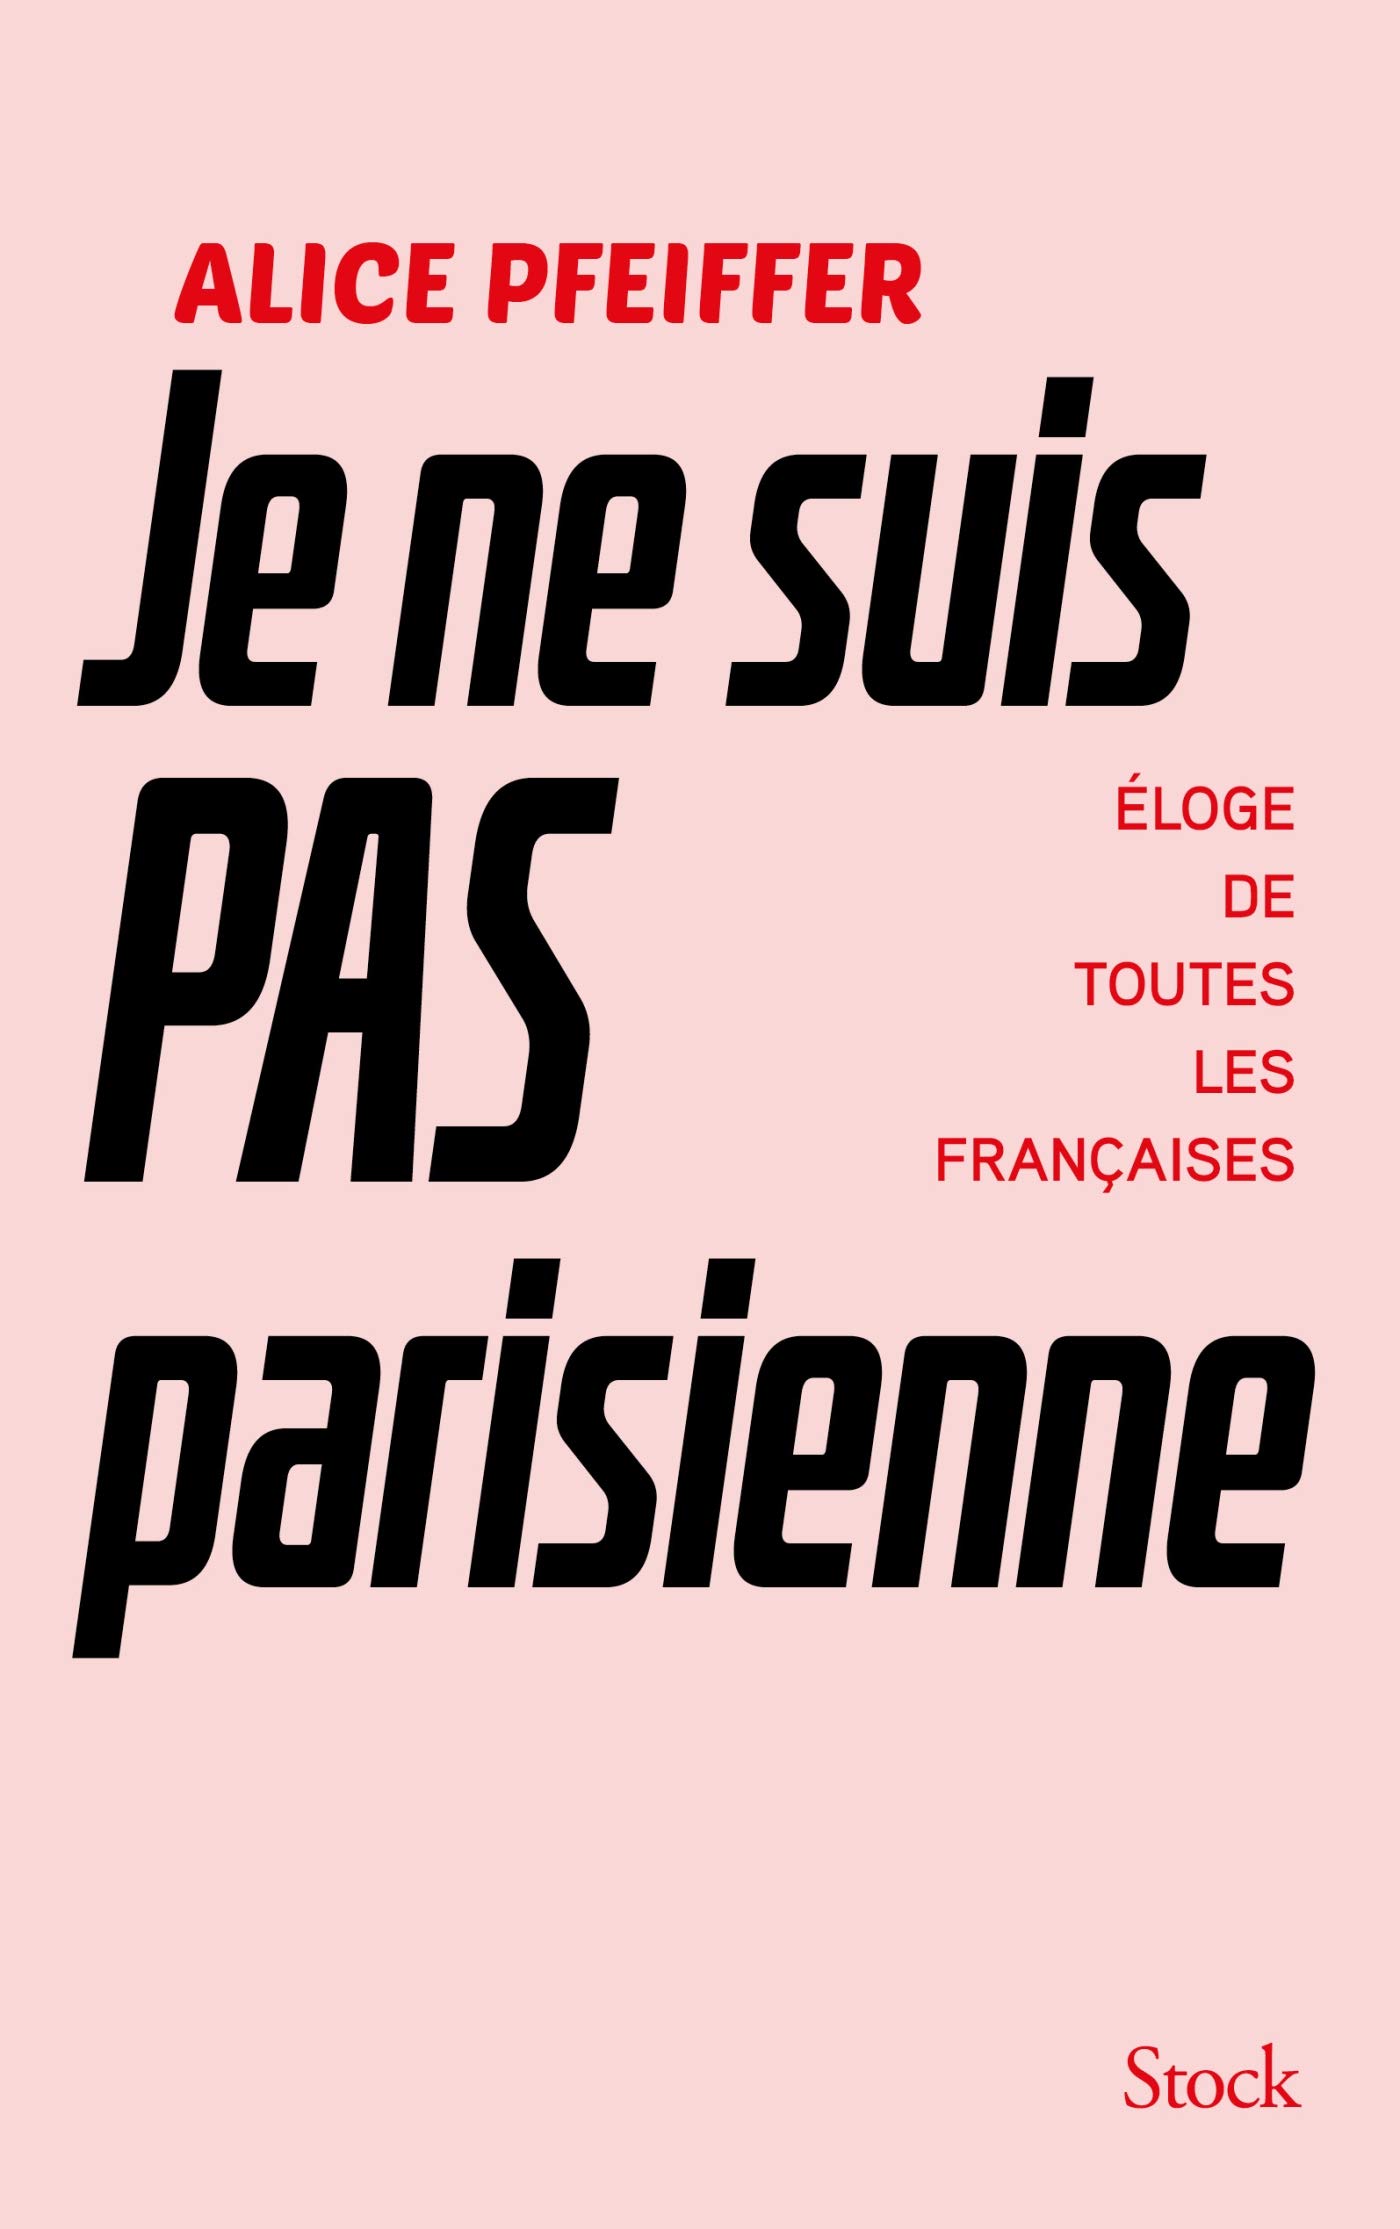 ALICE PFEIFFER
Je ne suis
PAS
ÉLOGE
DE
TOUTES
LES
FRANÇAISES
parisienne
Stock